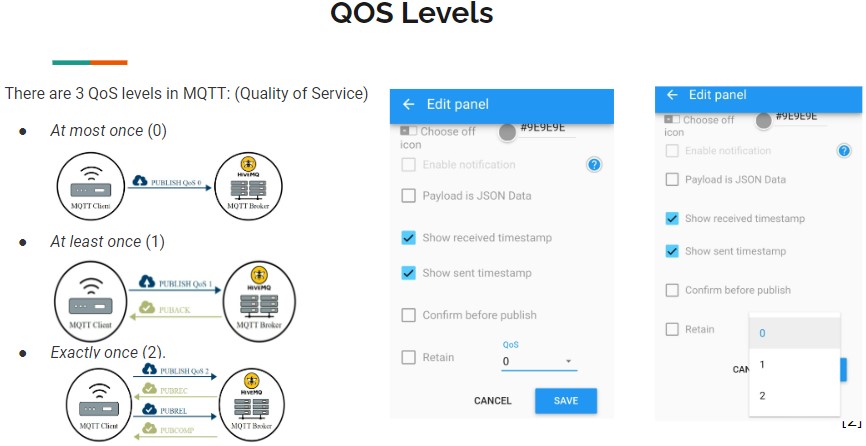 QOS Levels
There are 3 QoS levels in MQTT: (Quality of Service)
● At most once (0)
MQTT Client
PUBLISH QoS 0
HIVEMQ
MQTT Broker
● At least once (1)
MQTT Client
PUBLISH QoS 1
PUBACK
HIVEMQ
MQTT Broker
● Exactly once (2).
MQTT Client
PUBLISH QoS 2
PUBREC
PUBREL
PUBCOMP
HIVEMQ
MQTT Broker
← Edit panel
Choose off
icon
#9E9E9E
Enable notification
?
Payload is JSON Data
Show received timestamp
Show sent timestamp
Confirm before publish
Retain
QoS
0
CANCEL
SAVE
← Edit panel
Choose off
icon
#9E9E9E
Enable notification
?
Payload is JSON Data
Show received timestamp
Show sent timestamp
Confirm before publish
Retain
0
1
2
CAN
[2]